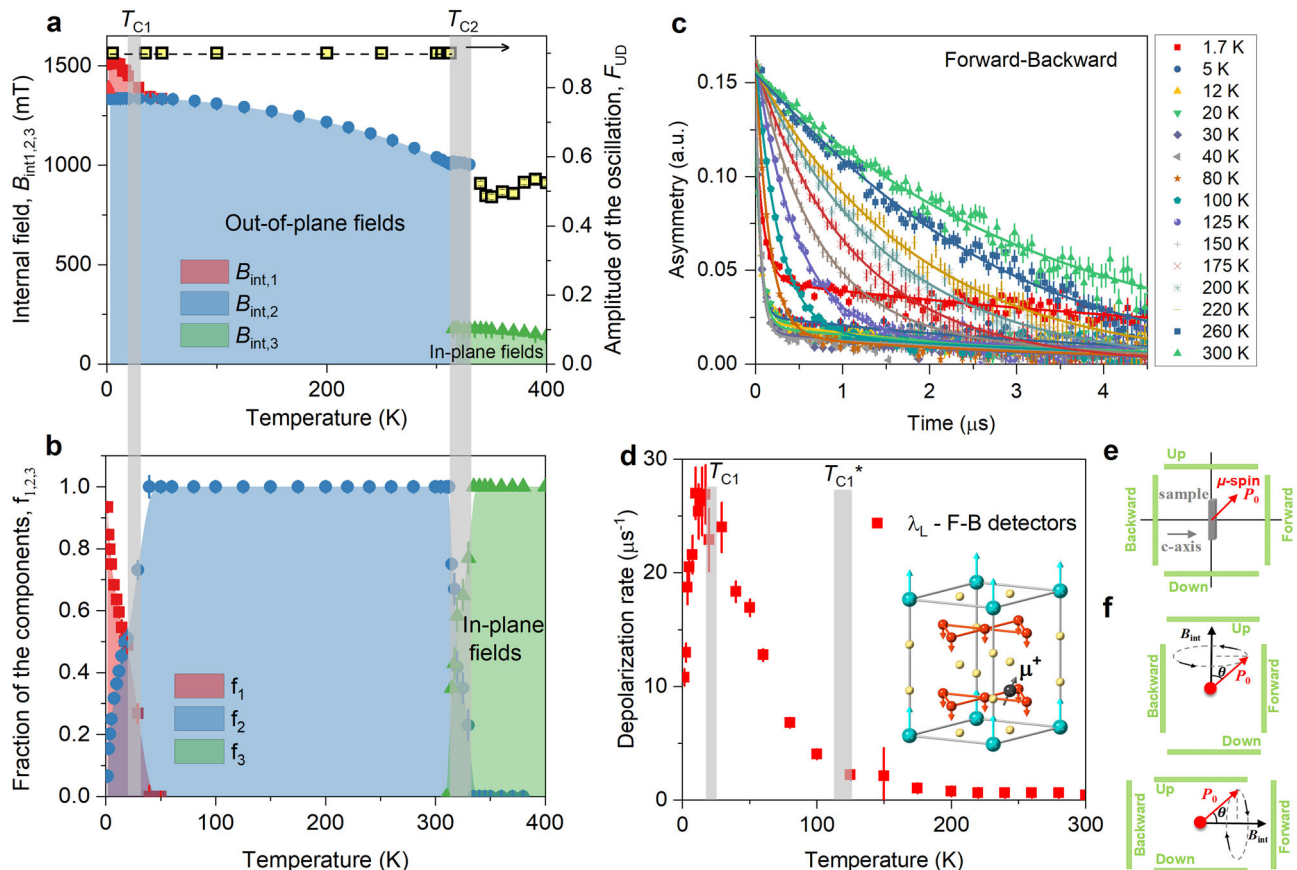 a
T_C1
T_C2
Internal field, B_int1,2,3 (mT)
1500
1000
500
0
Out-of-plane fields
B_int,1
B_int,2
B_int,3
In-plane fields
0.8
0.6
0.4
0.2
0.0
Amplitude of the oscillation, F_UD
0
100
200
300
400
Temperature (K)
b
Fraction of the components, f_1,2,3
1.0
0.8
0.6
0.4
0.2
0.0
In-plane
fields
f_1
f_2
f_3
0
100
200
300
400
Temperature (K)
c
Forward-Backward
Asymmetry (a.u.)
0.15
0.10
0.05
0.00
0
1
2
3
4
Time (μs)
1.7 K
5 K
12 K
20 K
30 K
40 K
80 K
100 K
125 K
150 K
175 K
200 K
220 K
260 K
300 K
d
Depolarization rate (μs⁻¹)
30
20
10
0
T_C1
T_C1*
λ_L - F-B detectors
μ⁺
0
100
200
300
Temperature (K)
e
Up
Backward
sample
μ-spin
P_0
c-axis
Forward
Down
f
B_int
Up
Backward
θ
P_0
Forward
Down
Backward
Up
P_0
θ
B_int
Down
Forward